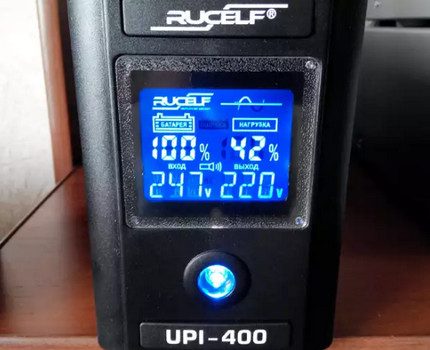 RUCELF®
RUCELF
БАТАРЕЯ НАГРУЗКА
100% 42%
ВХОД ВЫХОД
247v 220v
UPI-400